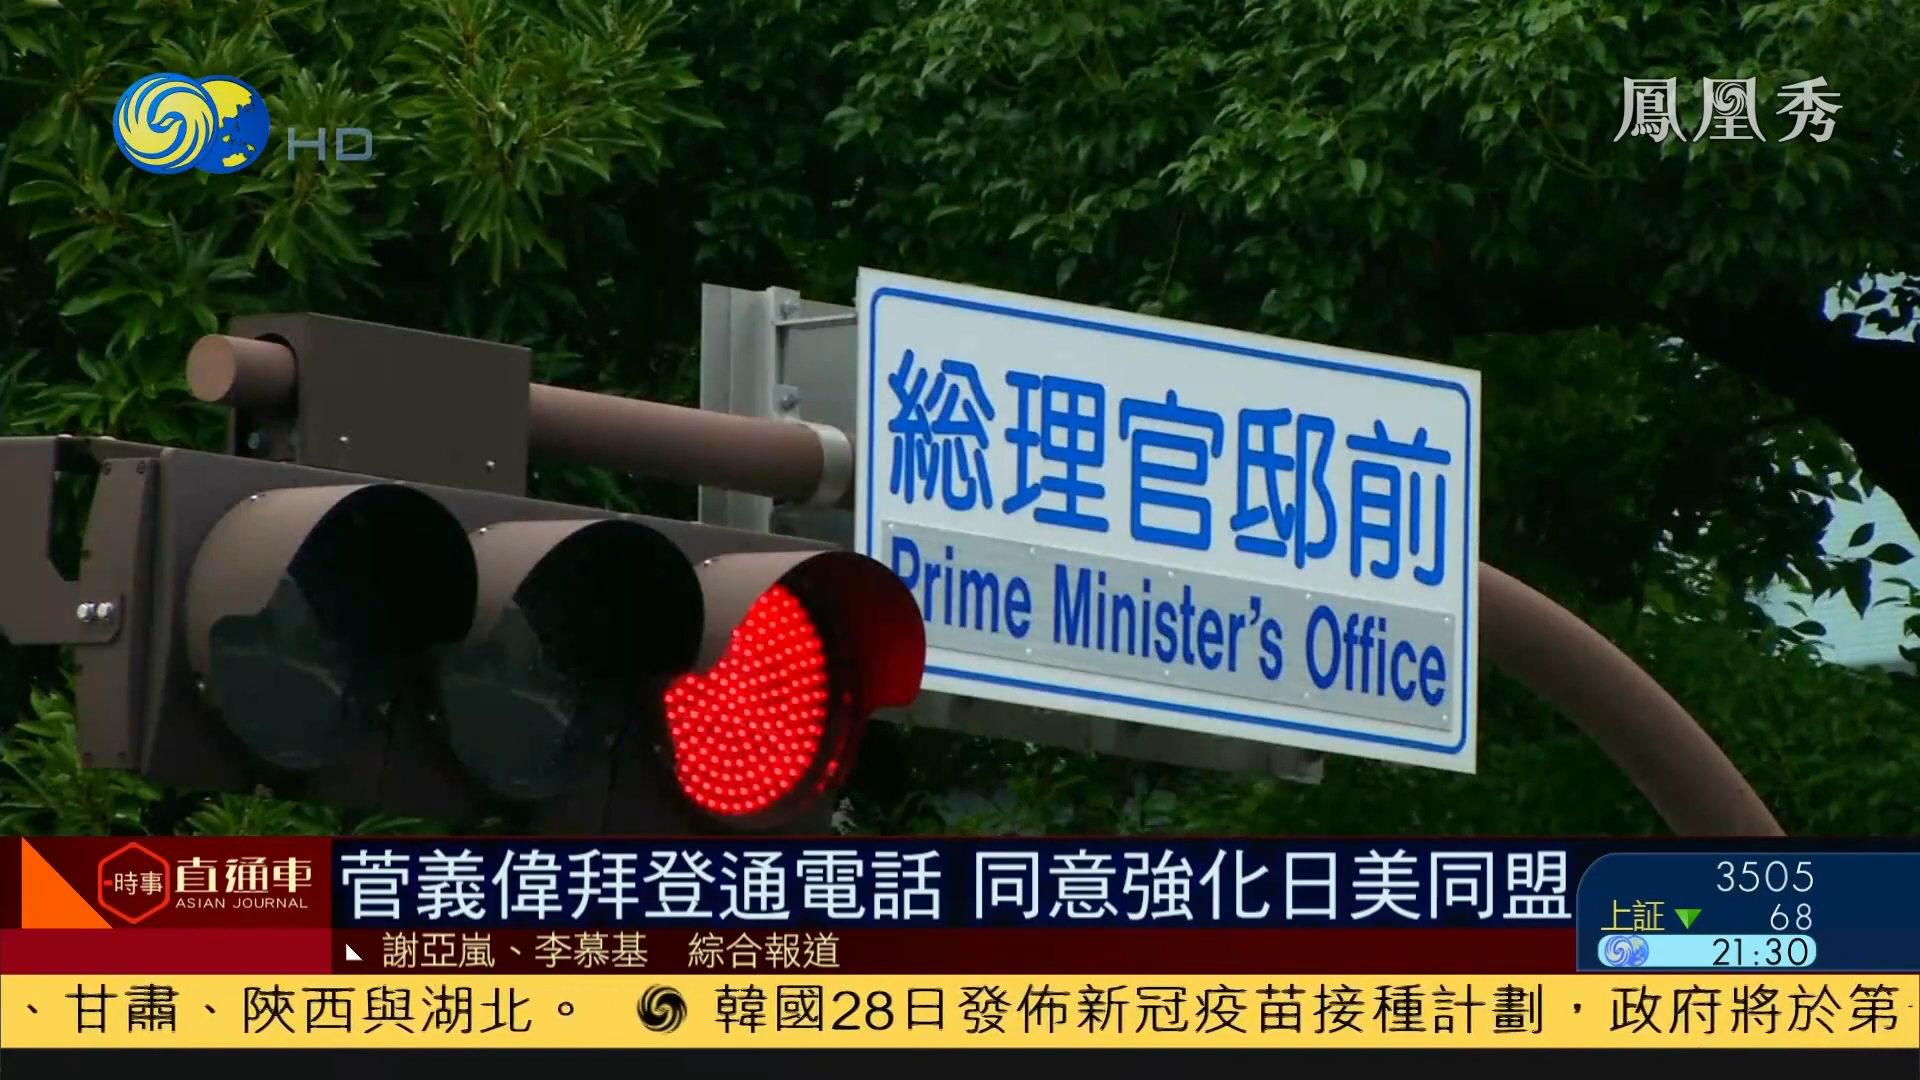 HD
鳳凰秀
総理官邸前
Prime Minister's Office
時事直通車
ASIAN JOURNAL
菅義偉拜登通電話 同意強化日美同盟
謝亞嵐、李慕基 綜合報道
3505
上証 68
21:30
、甘肅、陝西與湖北。 韓國28日發佈新冠疫苗接種計劃，政府將於第